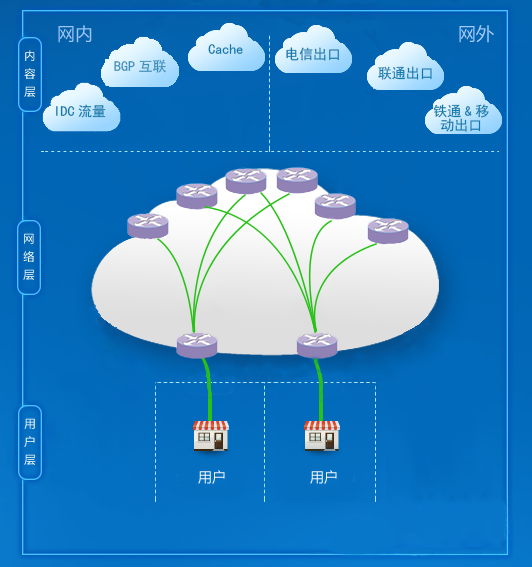 网内
网外
内容层
IDC 流量
BGP 互联
Cache
电信出口
联通出口
铁通 & 移
动出口
网络层
用户层
用户
用户